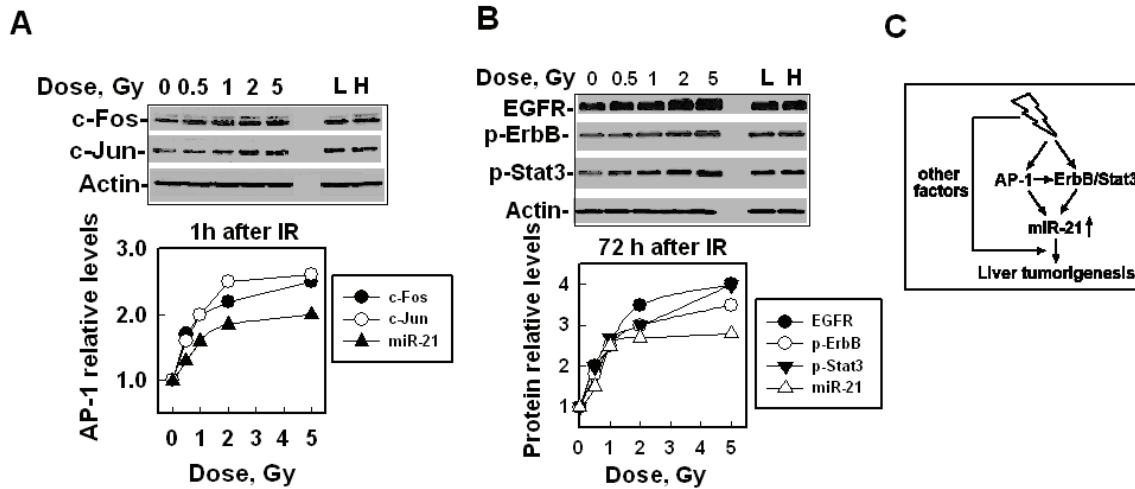 A
Dose, Gy 0 0.5 1 2 5 L H
c-Fos-
c-Jun-
Actin-
1h after IR
AP-1 relative levels
3.0
2.0
1.0
c-Fos
c-Jun
miR-21
0 1 2 3 4 5
Dose, Gy
B
Dose, Gy 0 0.5 1 2 5 L H
EGFR-
p-ErbB-
p-Stat3-
Actin-
72 h after IR
Protein relative levels
4
3
2
1
EGFR
p-ErbB
p-Stat3
miR-21
0 1 2 3 4 5
Dose, Gy
C
other
factors
AP-1 ErbB/Stat3
miR-21
Liver tumorigenesis